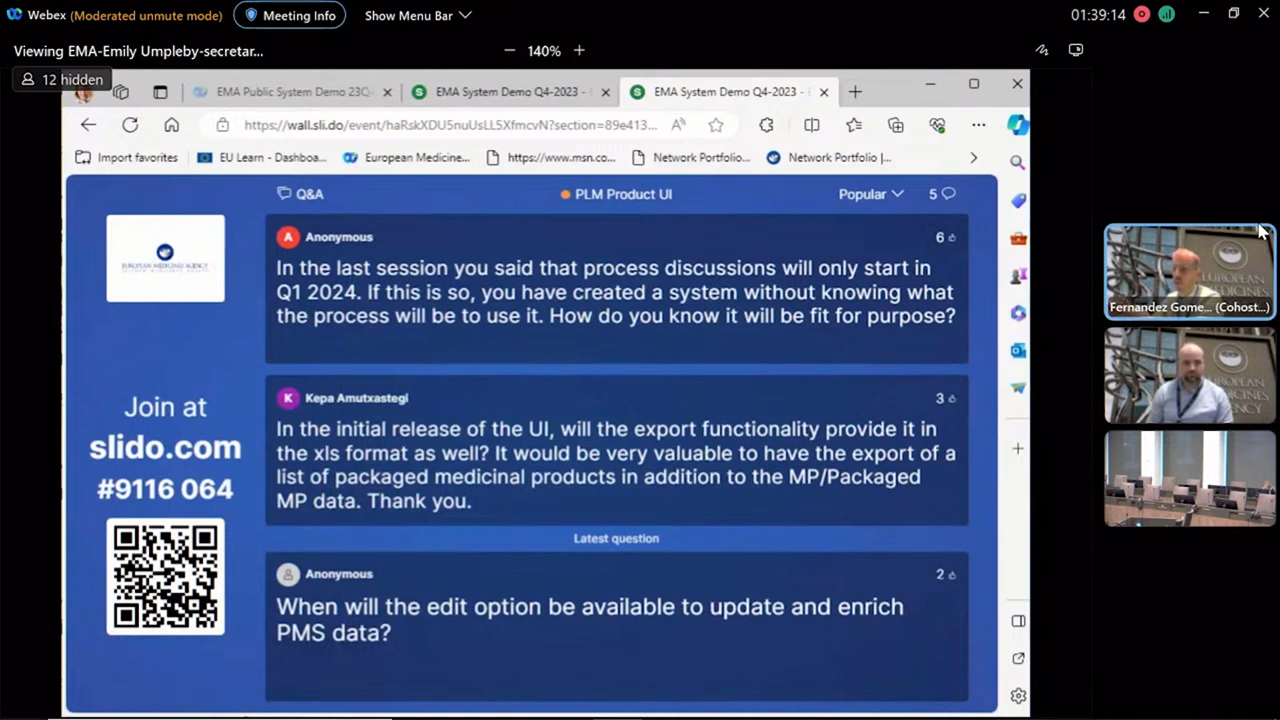 Webex (Moderated unmute mode) Meeting Info Show Menu Bar 01:39:14
Viewing EMA-Emily Umpleby-secretar... 140%
12 hidden
EMA Public System Demo 23Q- EMA System Demo Q4-2023 - EMA System Demo Q4-2023 -
https://wall.sli.do/event/haRskXDU5nuUsLL5XfmcvN?section=89e413...
Import favorites EU Learn - Dashboa... European Medicine... https://www.msn.co... Network Portfolio... Network Portfolio |...
Q&A PLM Product UI Popular 5
EUROPEAN MEDICINES AGENCY
Join at
slido.com
#9116 064
A Anonymous 6
In the last session you said that process discussions will only start in
Q1 2024. If this is so, you have created a system without knowing what
the process will be to use it. How do you know it will be fit for purpose?
K Kepa Amutxastegi 3
In the initial release of the UI, will the export functionality provide it in
the xls format as well? It would be very valuable to have the export of a
list of packaged medicinal products in addition to the MP/Packaged
MP data. Thank you.
Latest question
Anonymous 2
When will the edit option be available to update and enrich
PMS data?
Fernandez Gome... (Cohost...)